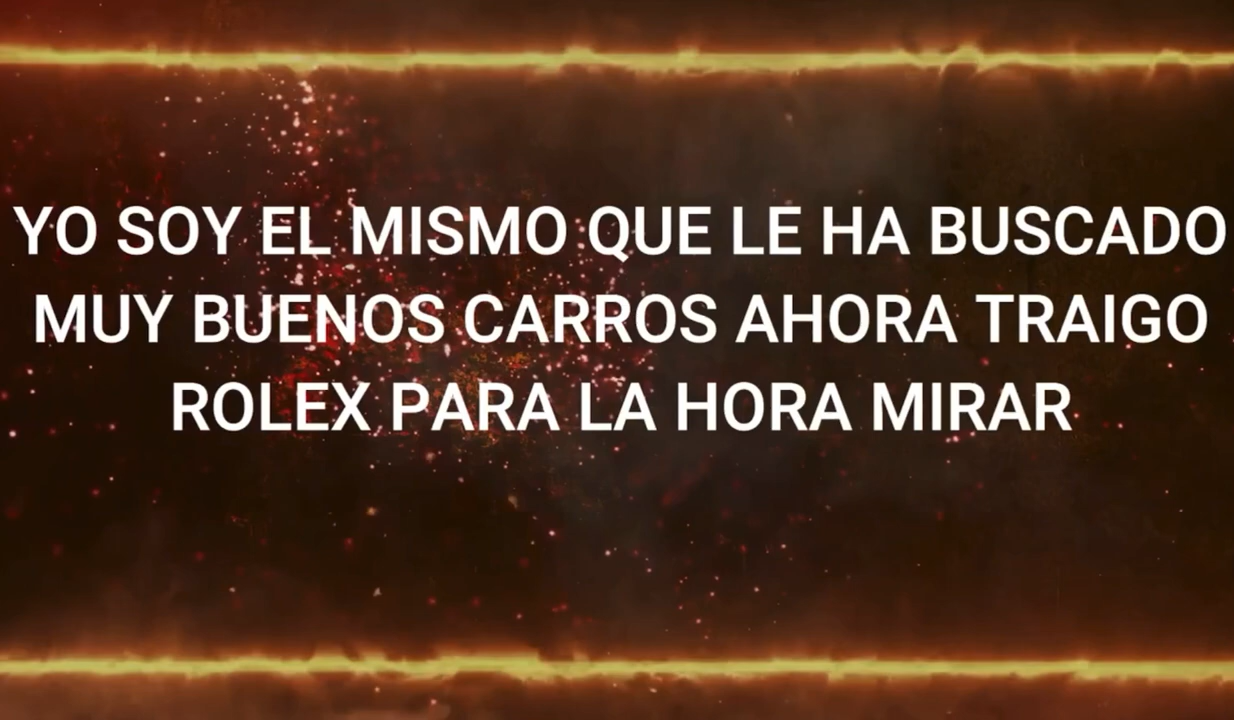 YO SOY EL MISMO QUE LE HA BUSCADO
MUY BUENOS CARROS AHORA TRAIGO
ROLEX PARA LA HORA MIRAR